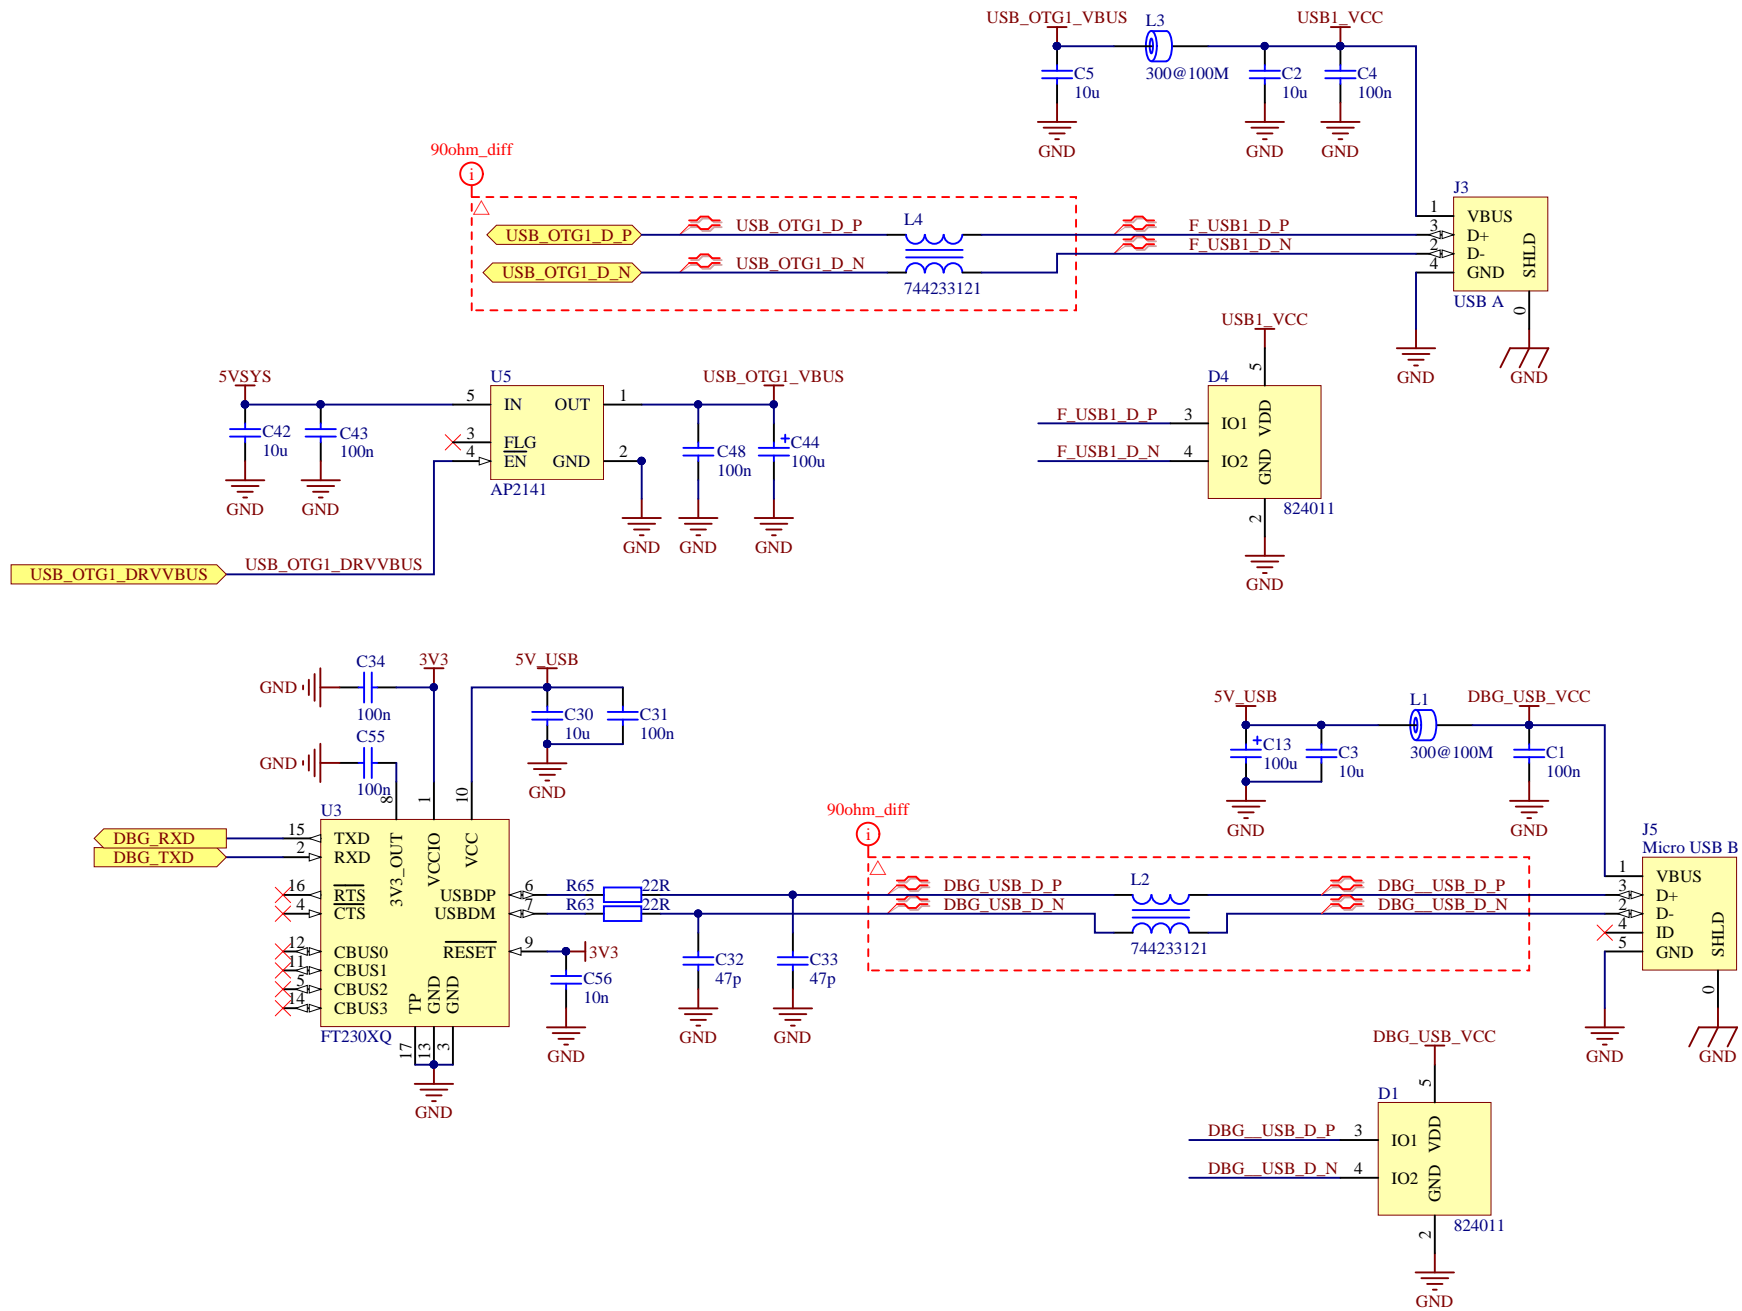 USB_OTG1_VBUS
L3
USB1_VCC
C5
10u
300@100M
C2
10u
C4
100n
GND
GND
GND
90ohm_diff
i
USB_OTG1_D_P
USB_OTG1_D_P
L4
F_USB1_D_P
USB_OTG1_D_N
USB_OTG1_D_N
F_USB1_D_N
744233121
J3
1
VBUS
3
D+
2
D-
4
GND
SHLD
USB A
0
GND
GND
5VSYS
U5
USB_OTG1_VBUS
5
IN
OUT
1
3
FLG
4
EN
GND
2
AP2141
C42
10u
C43
100n
C48
100n
+
C44
100u
GND
GND
GND
GND
GND
USB_OTG1_DRVVBUS
USB_OTG1_DRVVBUS
USB1_VCC
5
D4
F_USB1_D_P
3
IO1
VDD
F_USB1_D_N
4
IO2
GND
824011
2
GND
C34
3V3
5V_USB
GND
100n
C55
GND
100n
C30
10u
C31
100n
GND
8
1
10
U3
DBG_RXD
15
TXD
DBG_TXD
2
RXD
3V3_OUT
VCCIO
VCC
16
RTS
4
CTS
USBDP
6
USBDM
7
12
CBUS0
RESET
9
11
CBUS1
5
CBUS2
14
CBUS3
TP
GND
GND
FT230XQ
17
13
3
GND
R65
22R
R63
22R
3V3
C56
10n
GND
C32
47p
GND
C33
47p
GND
90ohm_diff
i
DBG_USB_D_P
L2
DBG__USB_D_P
DBG_USB_D_N
DBG__USB_D_N
744233121
5V_USB
L1
DBG_USB_VCC
+
C13
100u
C3
10u
300@100M
C1
100n
GND
GND
J5
Micro USB B
1
VBUS
3
D+
2
D-
4
ID
5
GND
SHLD
0
GND
GND
DBG_USB_VCC
5
D1
DBG__USB_D_P
3
IO1
VDD
DBG__USB_D_N
4
IO2
GND
824011
2
GND